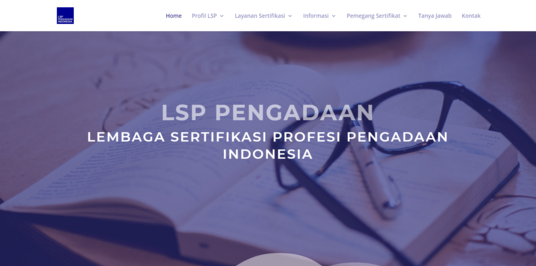 Home Profil LSP Layanan Sertifikasi Informasi Pemegang Sertifikat Tanya Jawab Kontak
LSP PENGADAAN
LEMBAGA SERTIFIKASI PROFESI PENGADAAN
INDONESIA